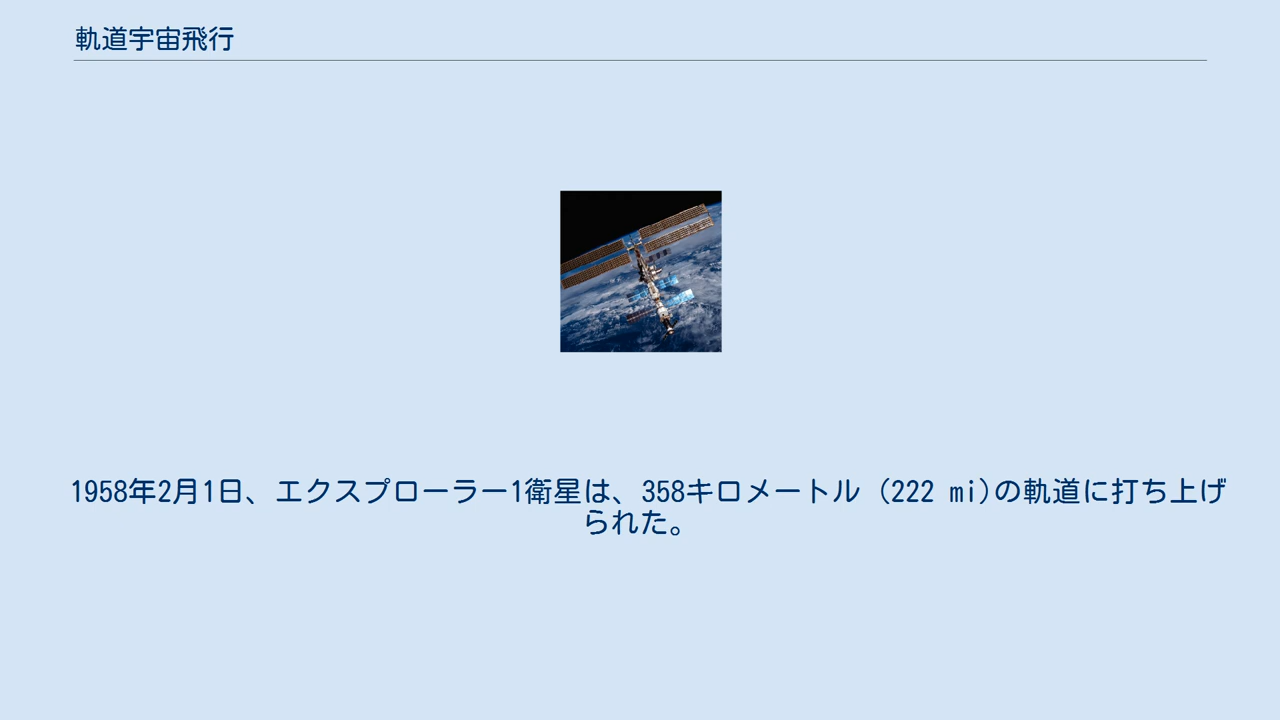 軌道宇宙飛行
1958年2月1日、エクスプローラー1衛星は、358キロメートル (222 mi)の軌道に打ち上げ
られた。